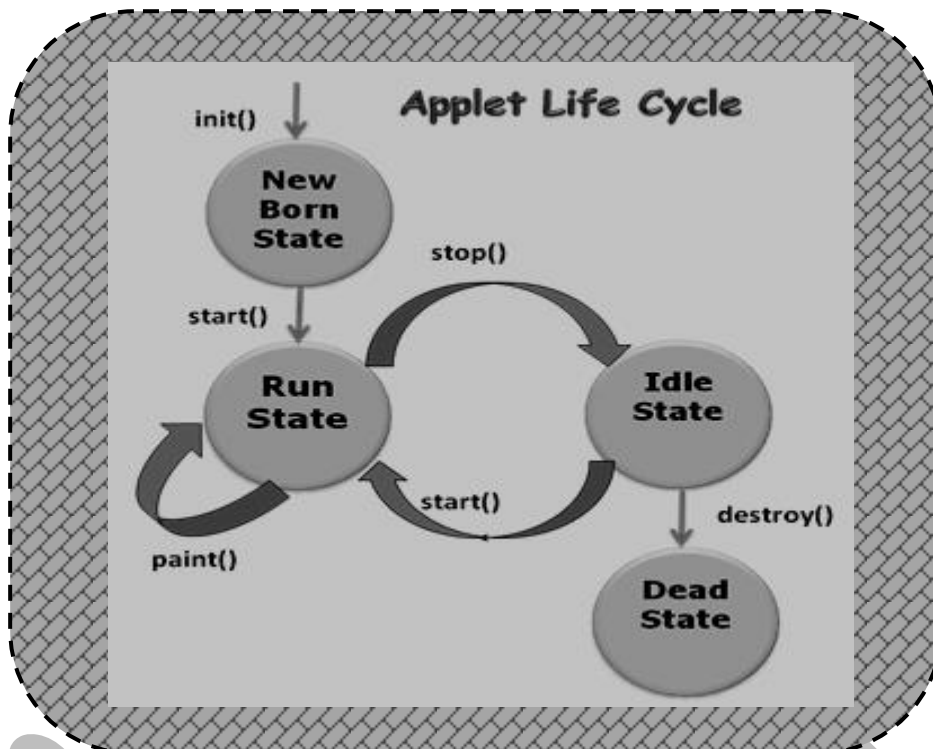 Applet Life Cycle
init()
New
Born
State
stop()
start()
Run
State
Idle
State
start()
destroy()
paint()
Dead
State